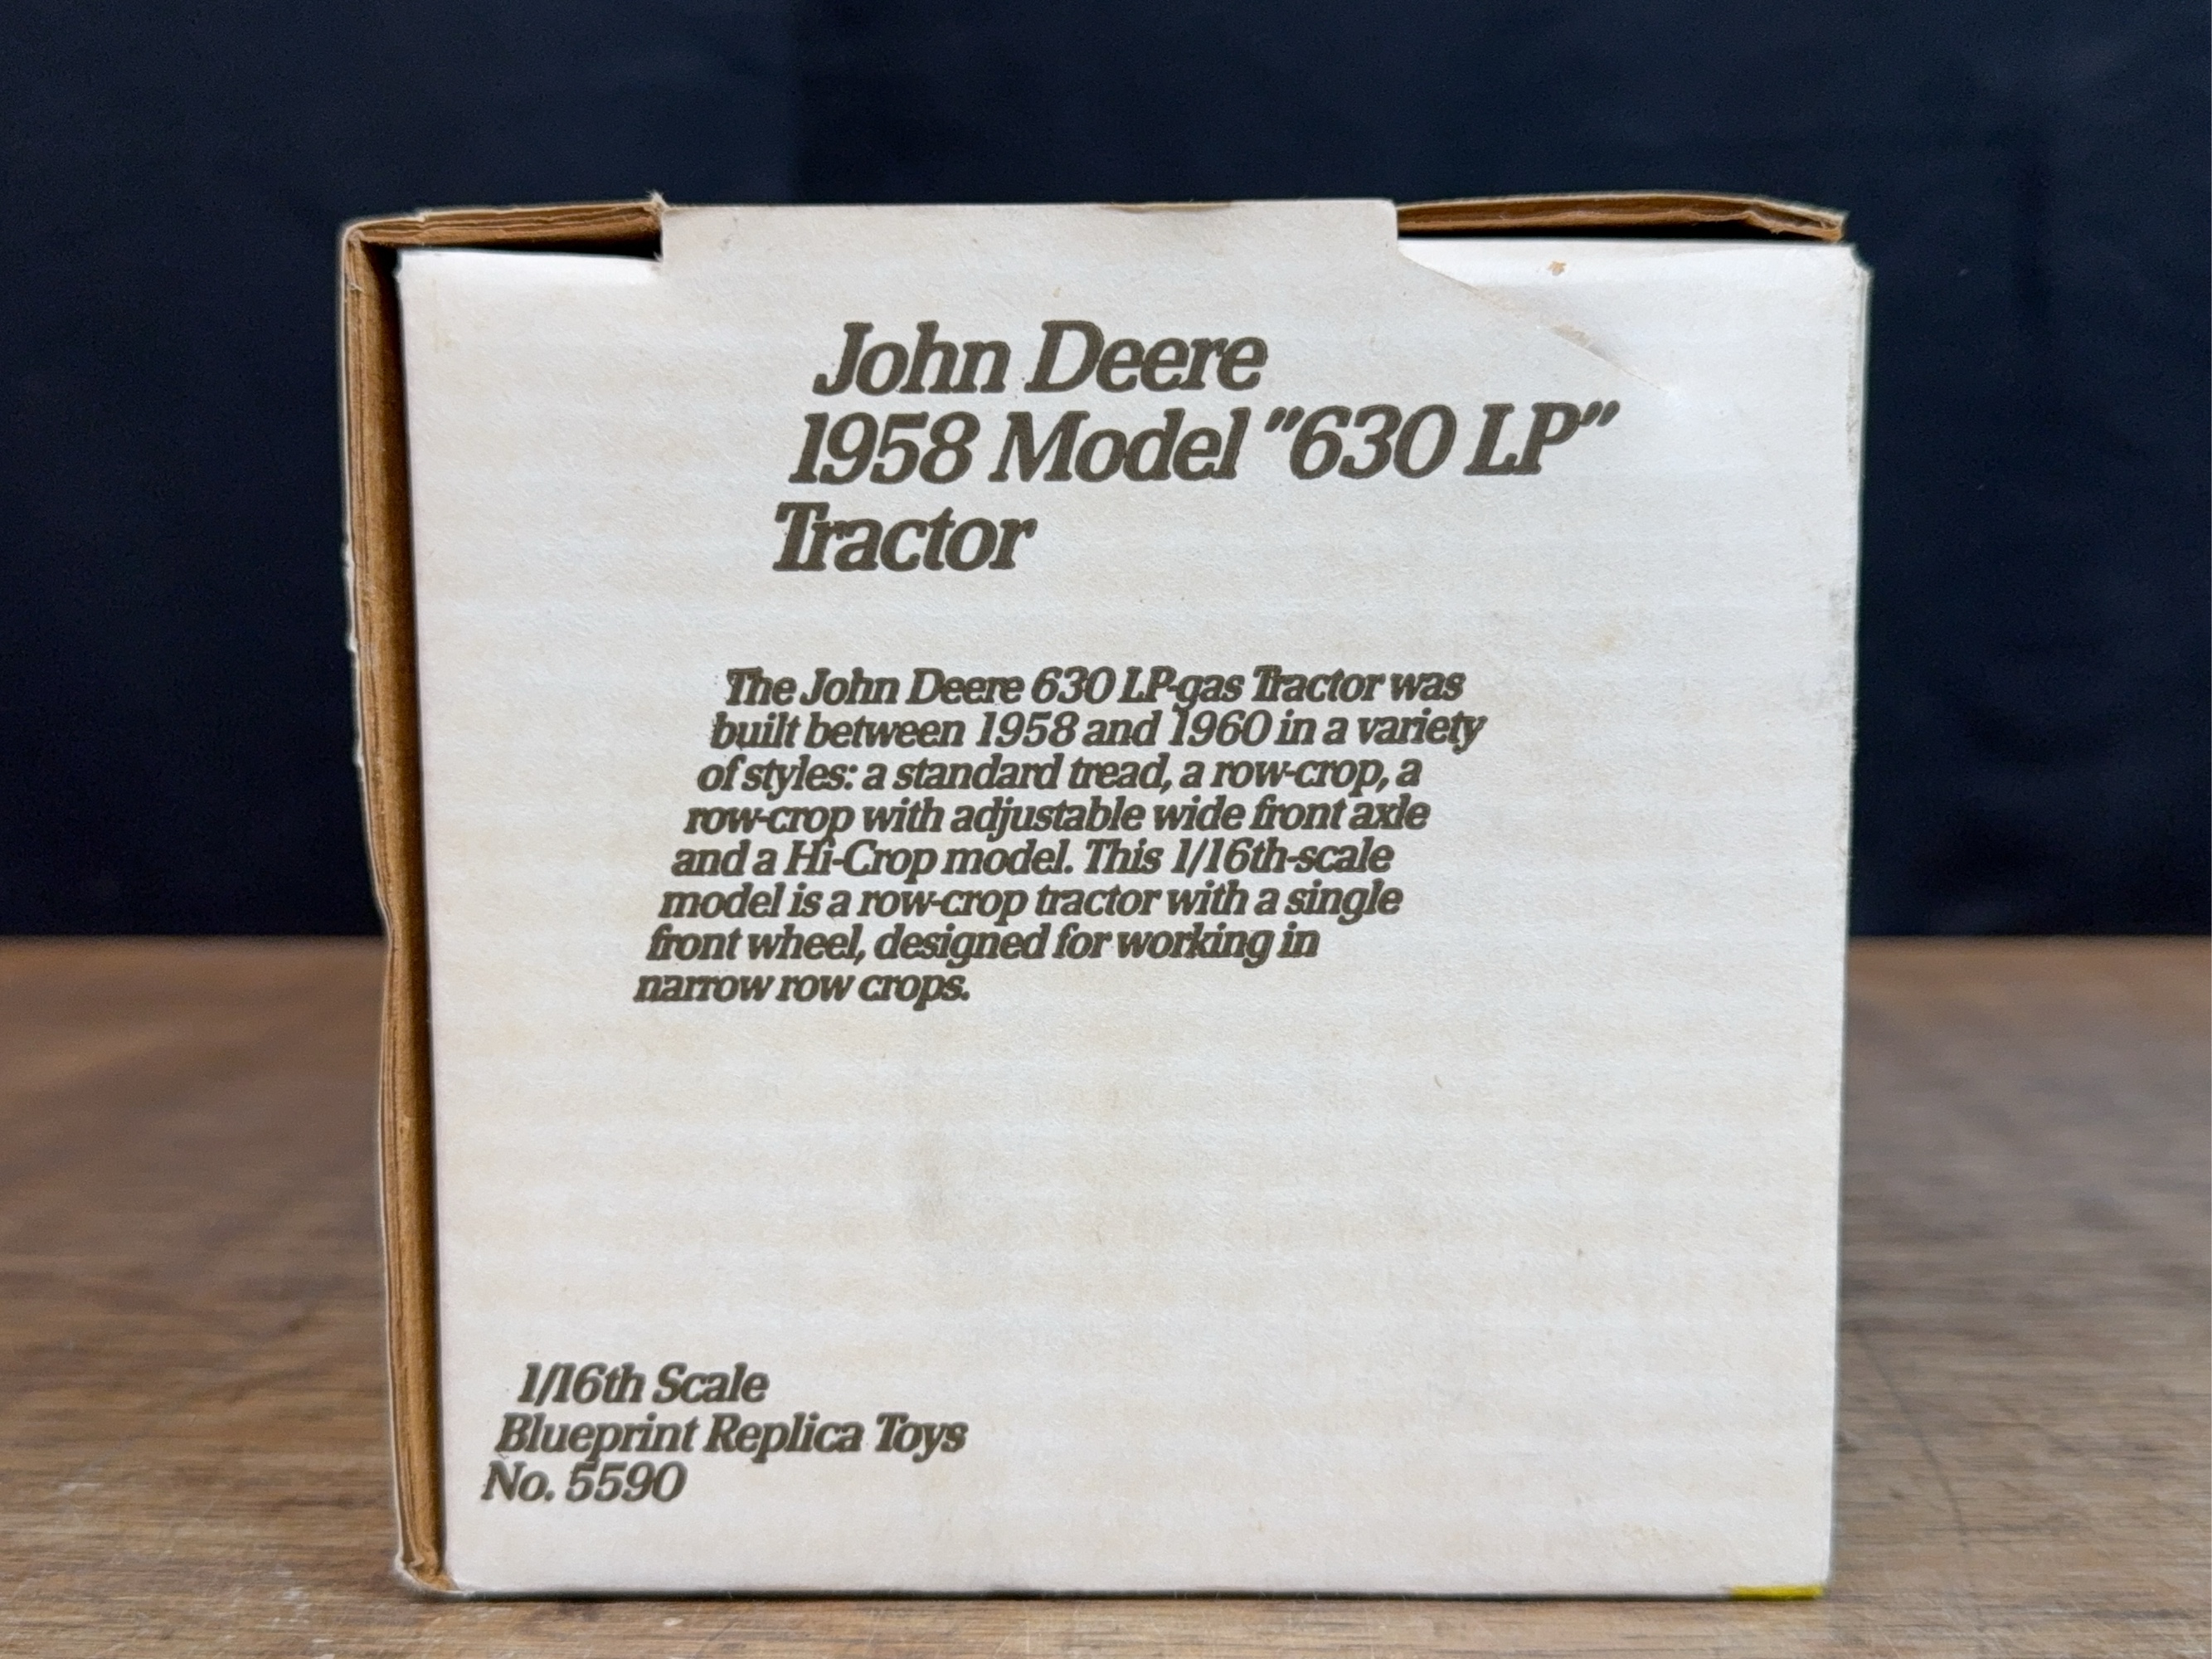 John Deere
1958 Model "630 LP"
Tractor
The John Deere 630 LP-gas Tractor was
built between 1958 and 1960 in a variety
of styles: a standard tread, a row-crop, a
row-crop with adjustable wide front axle
and a Hi-Crop model. This 1/16th-scale
model is a row-crop tractor with a single
front wheel, designed for working in
narrow row crops.
1/16th Scale
Blueprint Replica Toys
No. 5590